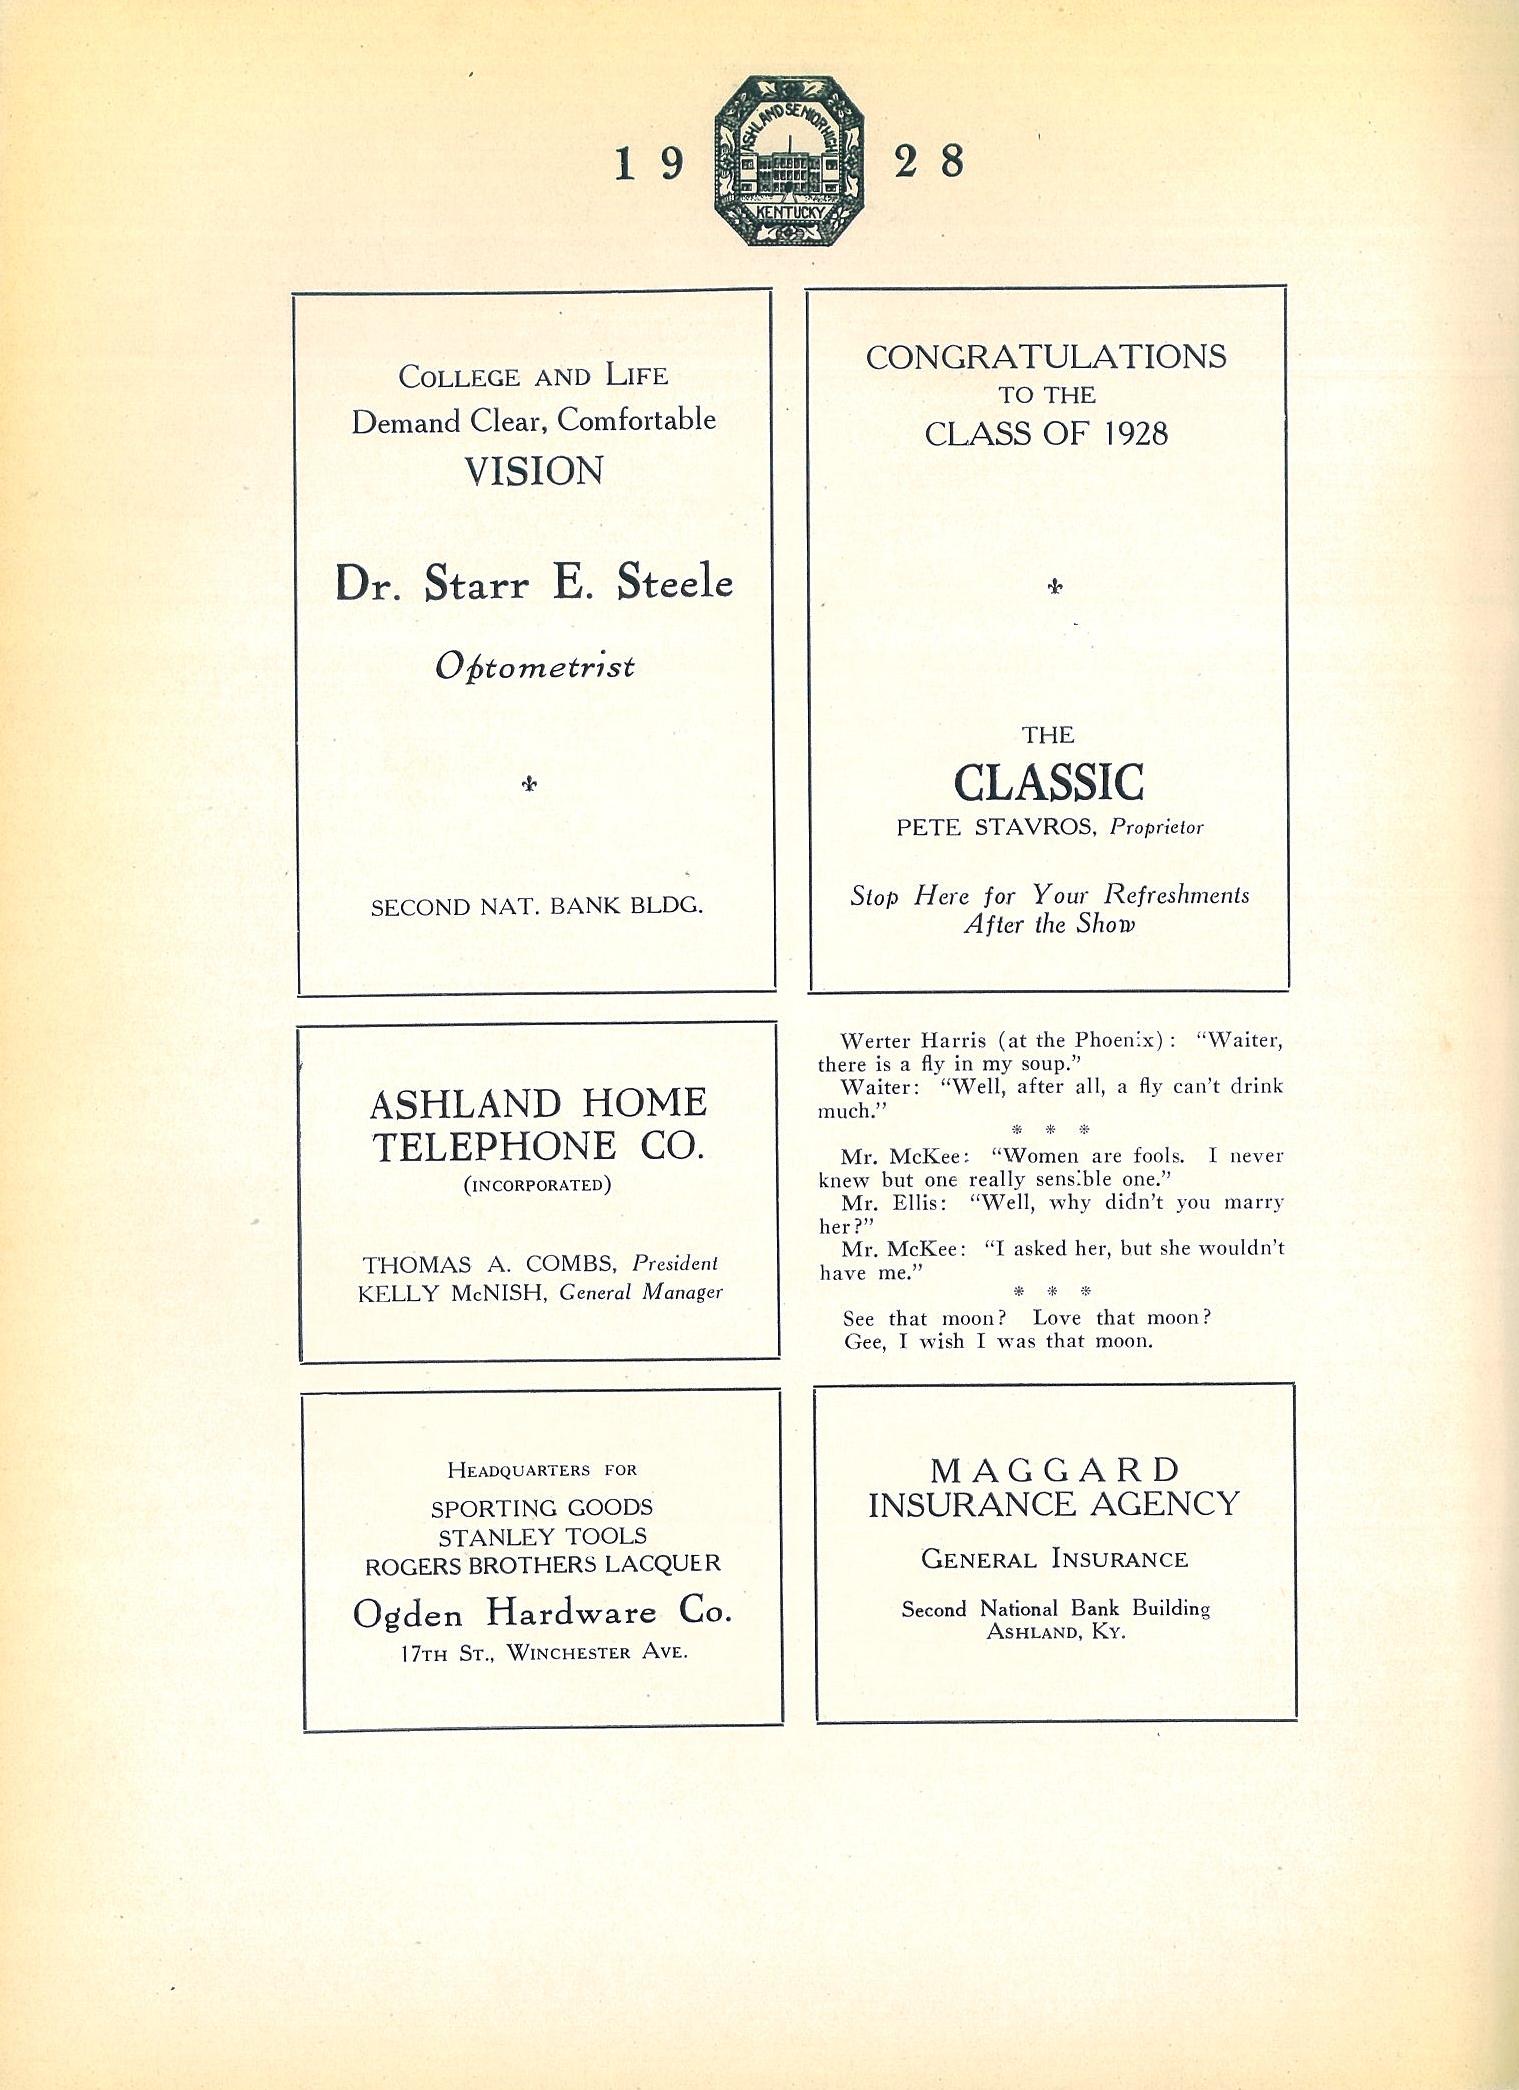 19 28
ASHLAND SENIOR HIGH
KENTUCKY
COLLEGE AND LIFE
Demand Clear, Comfortable
VISION
Dr. Starr E. Steele
Optometrist
SECOND NAT. BANK BLDG.
CONGRATULATIONS
TO THE
CLASS OF 1928
THE
CLASSIC
PETE STAVROS, Proprietor
Stop Here for Your Refreshments
After the Show
ASHLAND HOME
TELEPHONE CO.
(INCORPORATED)
THOMAS A. COMBS, President
KELLY McNISH, General Manager
Werter Harris (at the Phoenix): "Waiter,
there is a fly in my soup."
Waiter: "Well, after all, a fly can't drink
much."
* * *
Mr. McKee: "Women are fools. I never
knew but one really sensible one."
Mr. Ellis: "Well, why didn't you marry
her?"
Mr. McKee: "I asked her, but she wouldn't
have me."
* * *
See that moon? Love that moon?
Gee, I wish I was that moon.
HEADQUARTERS FOR
SPORTING GOODS
STANLEY TOOLS
ROGERS BROTHERS LACQUER
Ogden Hardware Co.
17TH ST., WINCHESTER AVE.
MAGGARD
INSURANCE AGENCY
GENERAL INSURANCE
Second National Bank Building
ASHLAND, KY.